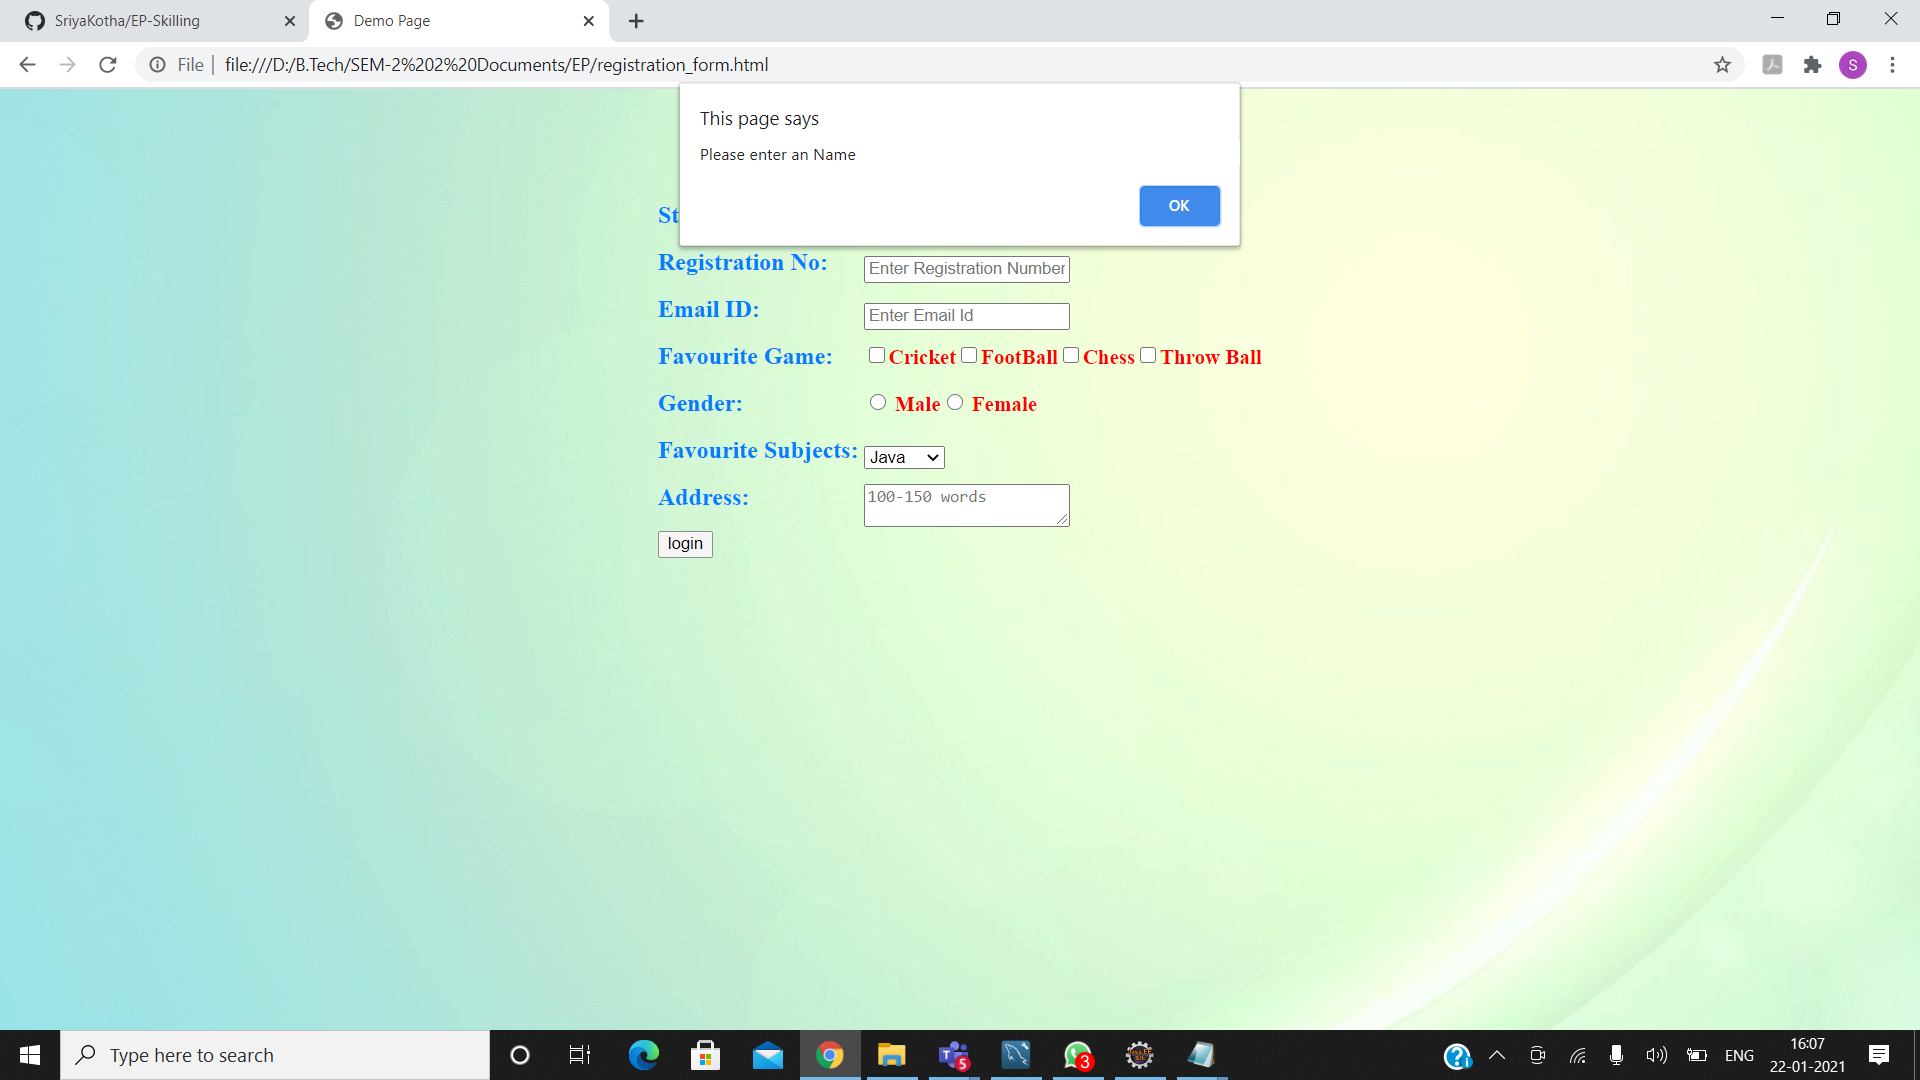 SriyaKotha/EP-Skilling
Demo Page
File
file:///D:/B.Tech/SEM-2%202%20Documents/EP/registration_form.html
S
This page says
Please enter an Name
OK
St
Registration No: Enter Registration Number
Email ID: Enter Email Id
Favourite Game: Cricket FootBall Chess Throw Ball
Gender: Male Female
Favourite Subjects: Java
Address: 100-150 words
login
Type here to search
T 5
3
ENG
16:07
22-01-2021